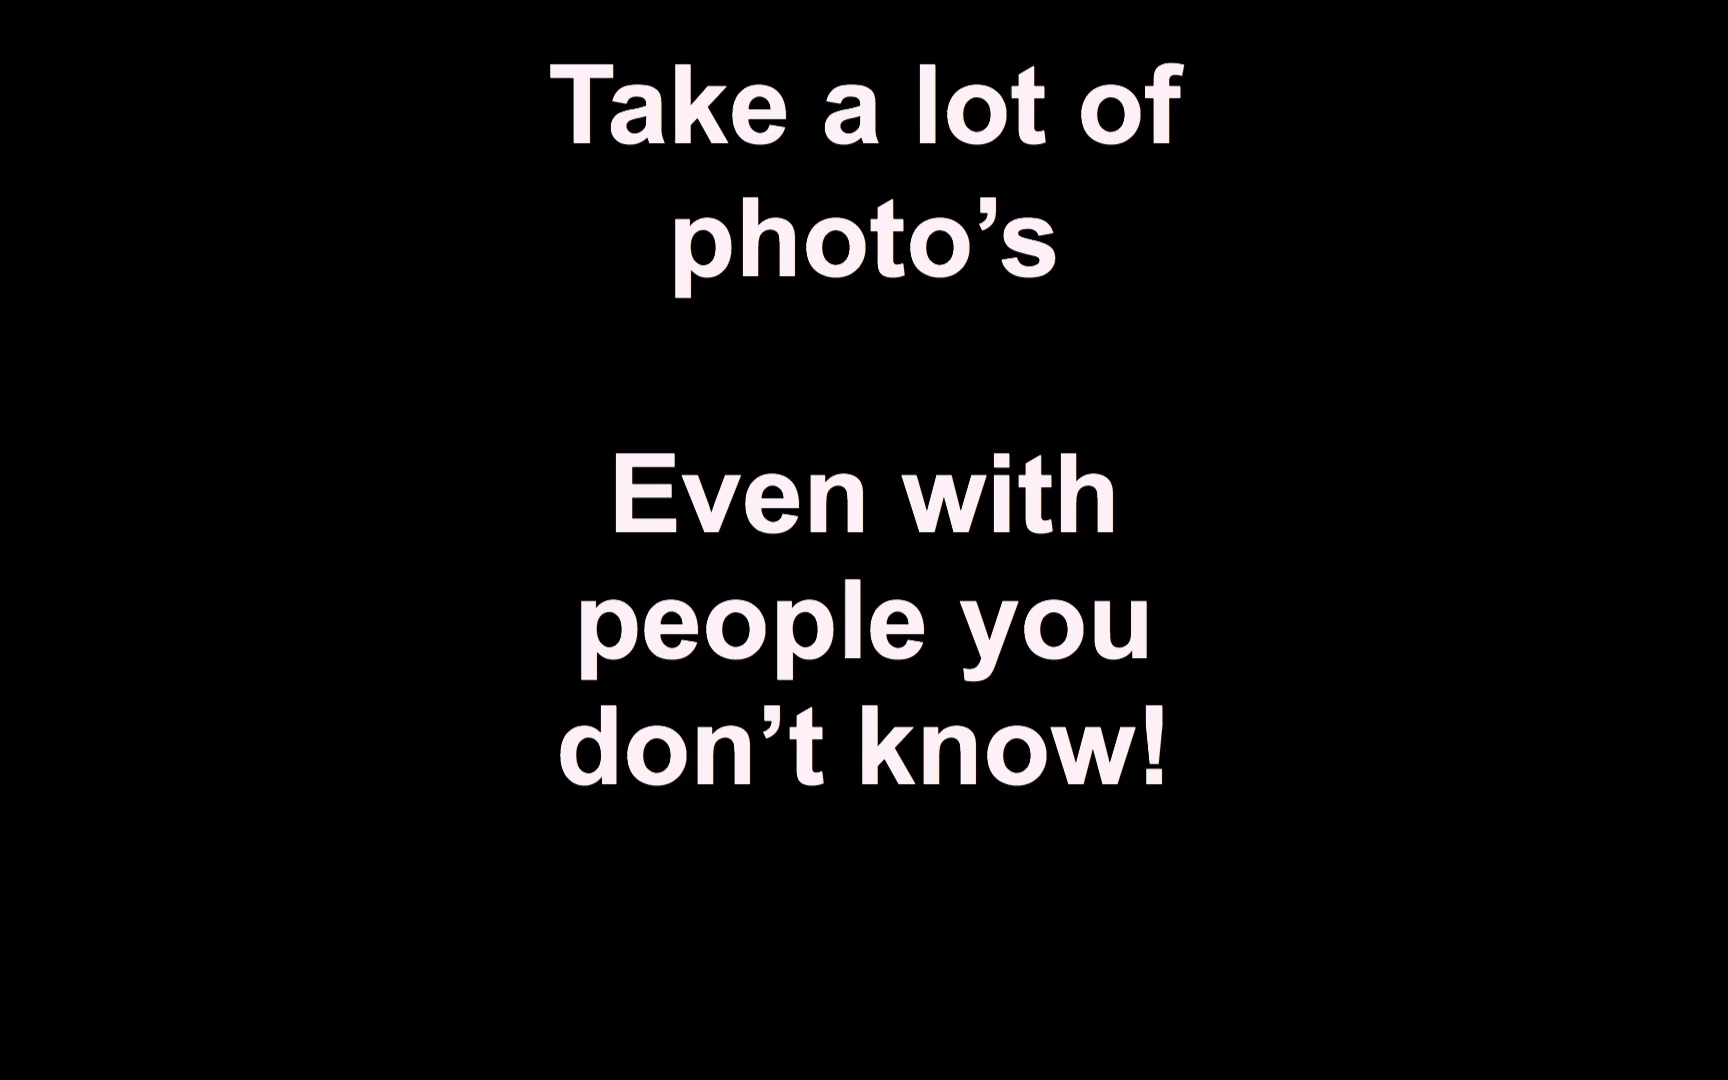 Take a lot of
photo’s
Even with
people you
don’t know!